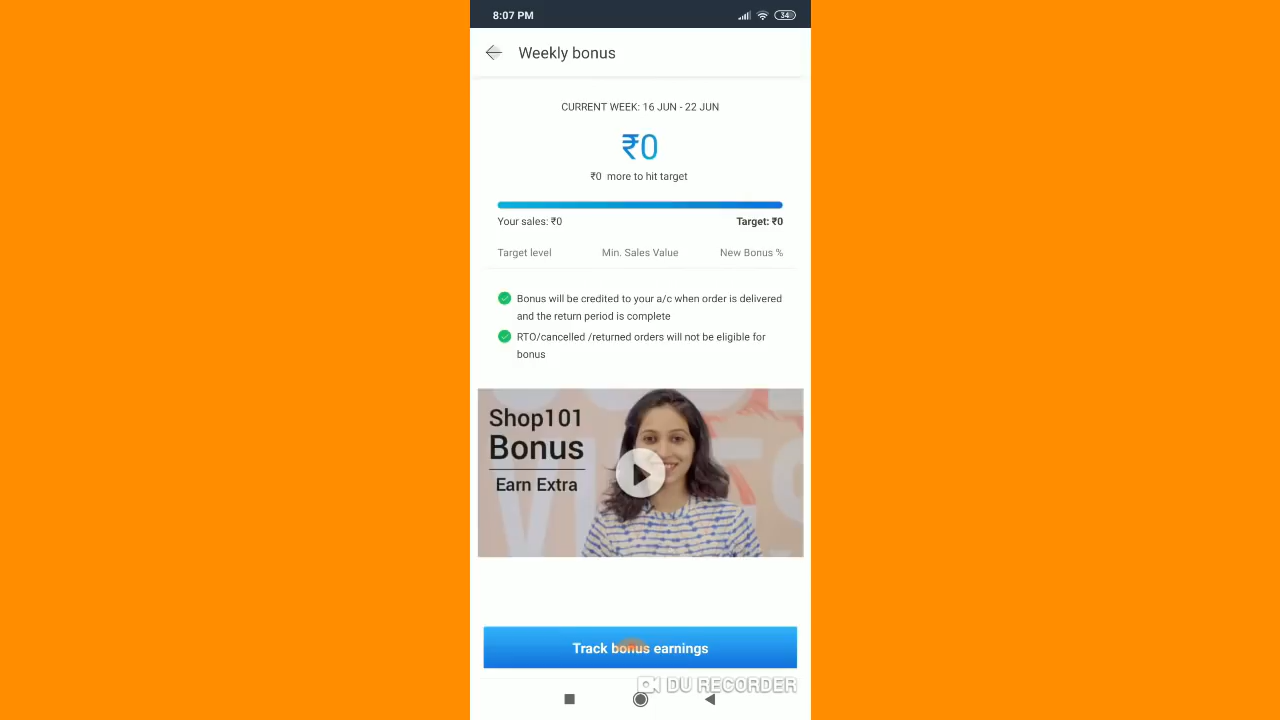 8:07 PM
34
Weekly bonus
CURRENT WEEK: 16 JUN - 22 JUN
₹0
₹0 more to hit target
Your sales: ₹0 Target: ₹0
Target level Min. Sales Value New Bonus %
Bonus will be credited to your a/c when order is delivered
and the return period is complete
RTO/cancelled /returned orders will not be eligible for
bonus
Shop101
Bonus
Earn Extra
Track bonus earnings
DU RECORDER